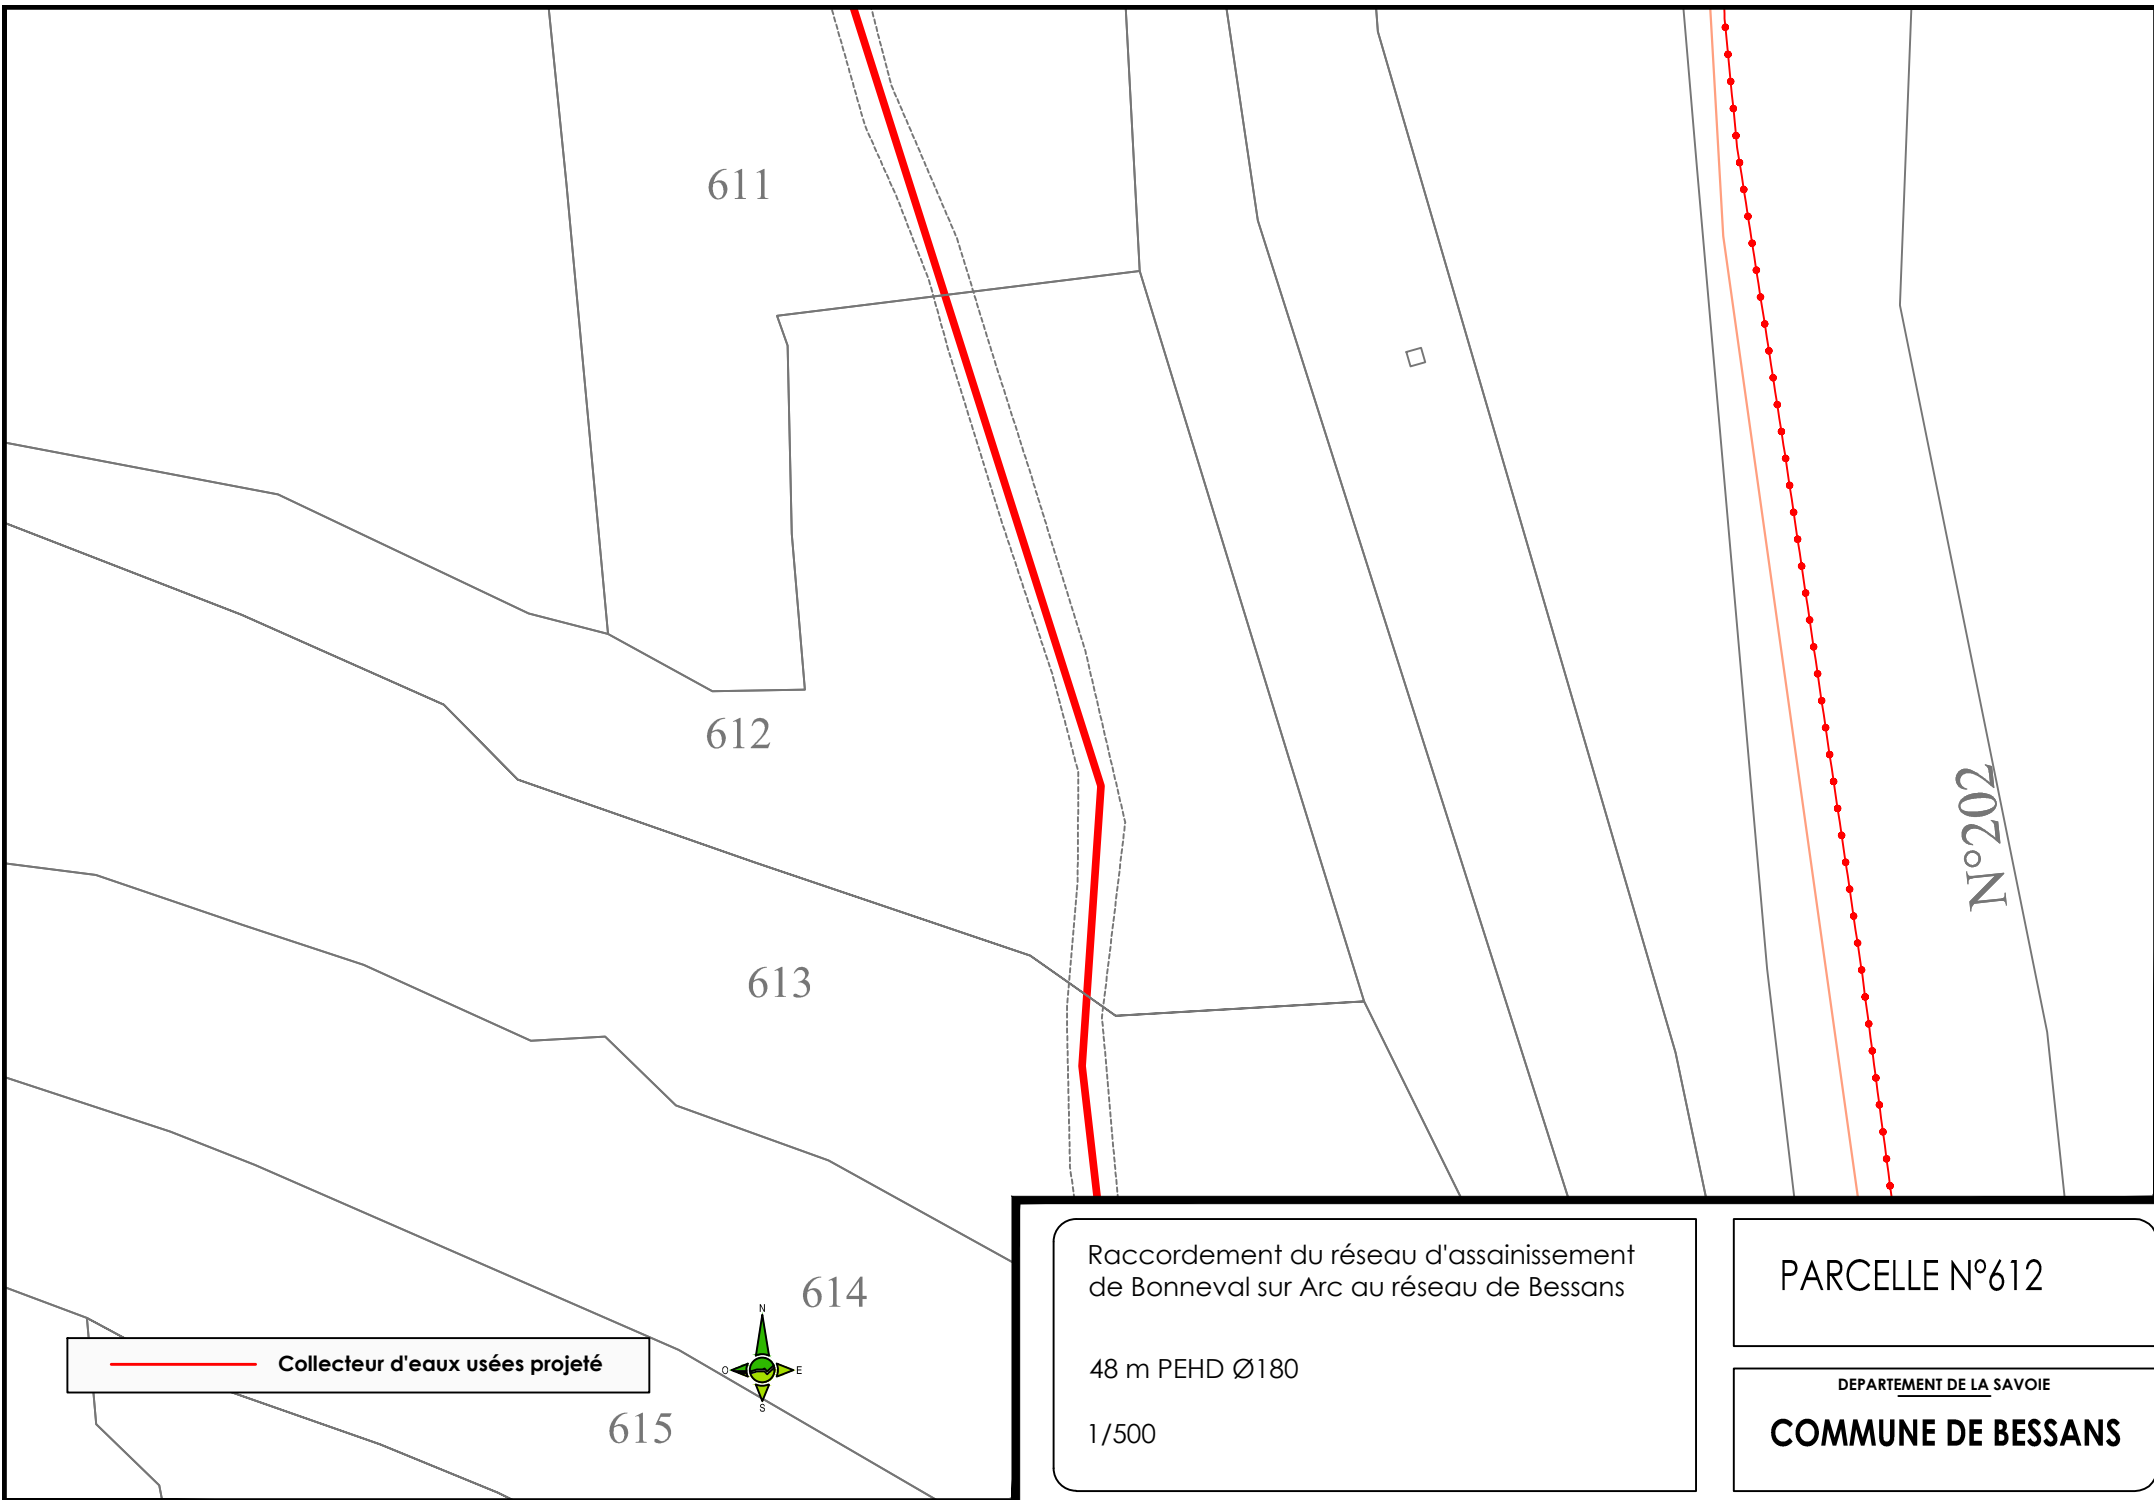 611
612
N°202
613
614
N
O
E
S
Collecteur d'eaux usées projeté
615
Raccordement du réseau d'assainissement
de Bonneval sur Arc au réseau de Bessans
48 m PEHD Ø180
1/500
PARCELLE N°612
DEPARTEMENT DE LA SAVOIE
COMMUNE DE BESSANS